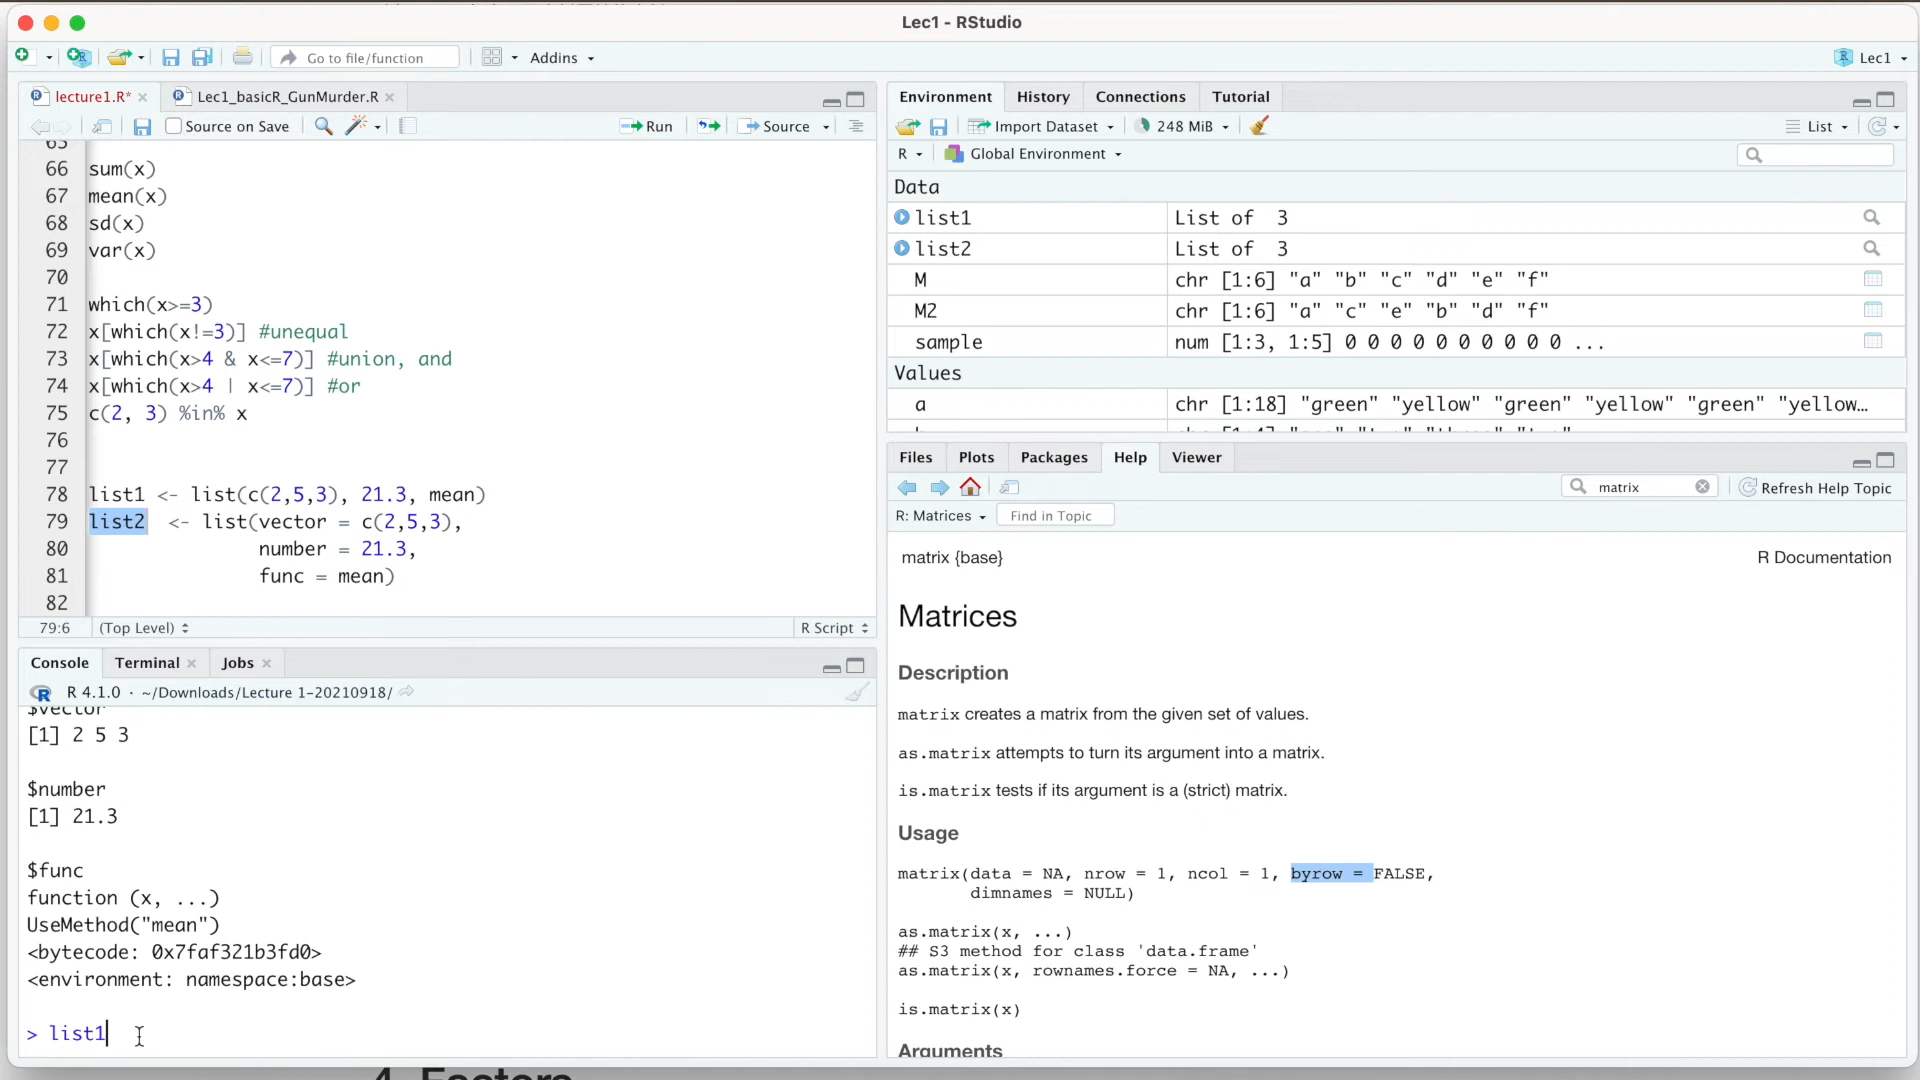 Lec1 - RStudio
Go to file/function
Addins
Lec1
lecture1.R*
Lec1_basicR_GunMurder.R
Source on Save
Run
Source
65
66 sum(x)
67 mean(x)
68 sd(x)
69 var(x)
70
71 which(x>=3)
72 x[which(x!=3)] #unequal
73 x[which(x>4 & x<=7)] #union, and
74 x[which(x>4 | x<=7)] #or
75 c(2, 3) %in% x
76
77
78 list1 <- list(c(2,5,3), 21.3, mean)
79 list2  <- list(vector = c(2,5,3),
80                number = 21.3,
81                func = mean)
82
79:6 (Top Level) R Script
Console Terminal Jobs
R 4.1.0 · ~/Downloads/Lecture 1-20210918/
$vector
[1] 2 5 3
$number
[1] 21.3
$func
function (x, ...)
UseMethod("mean")
<bytecode: 0x7faf321b3fd0>
<environment: namespace:base>
> list1
Environment History Connections Tutorial
Import Dataset 248 MiB List
R Global Environment
Data
list1 List of  3
list2 List of  3
M chr [1:6] "a" "b" "c" "d" "e" "f"
M2 chr [1:6] "a" "c" "e" "b" "d" "f"
sample num [1:3, 1:5] 0 0 0 0 0 0 0 0 0 0 ...
Values
a chr [1:18] "green" "yellow" "green" "yellow" "green" "yellow…
Files Plots Packages Help Viewer
matrix
Refresh Help Topic
R: Matrices Find in Topic
matrix {base} R Documentation
Matrices
Description
matrix creates a matrix from the given set of values.
as.matrix attempts to turn its argument into a matrix.
is.matrix tests if its argument is a (strict) matrix.
Usage
matrix(data = NA, nrow = 1, ncol = 1, byrow = FALSE,
dimnames = NULL)
as.matrix(x, ...)
## S3 method for class 'data.frame'
as.matrix(x, rownames.force = NA, ...)
is.matrix(x)
Arguments
4. Factors